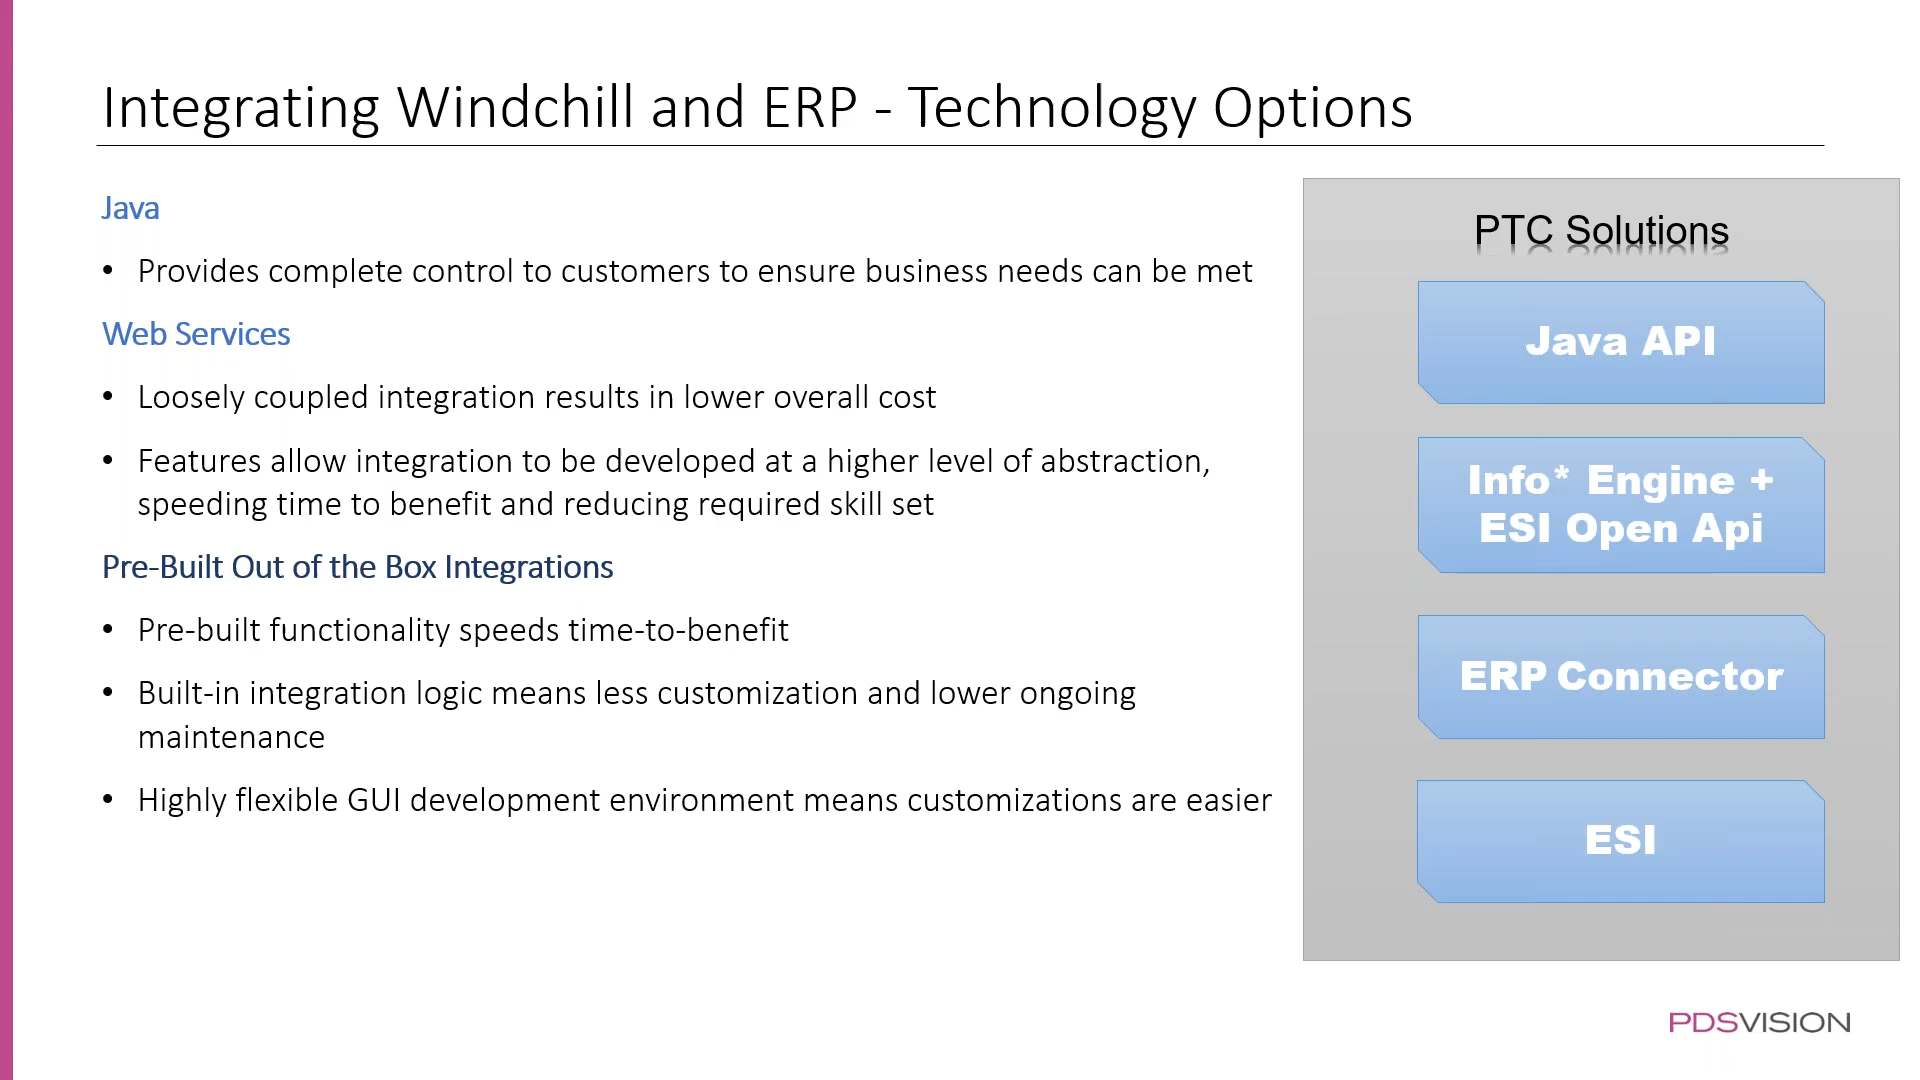 Integrating Windchill and ERP - Technology Options
Java
• Provides complete control to customers to ensure business needs can be met
Web Services
• Loosely coupled integration results in lower overall cost
• Features allow integration to be developed at a higher level of abstraction,
speeding time to benefit and reducing required skill set
Pre-Built Out of the Box Integrations
• Pre-built functionality speeds time-to-benefit
• Built-in integration logic means less customization and lower ongoing
maintenance
• Highly flexible GUI development environment means customizations are easier
PTC Solutions
Java API
Info* Engine +
ESI Open Api
ERP Connector
ESI
PDSVISION